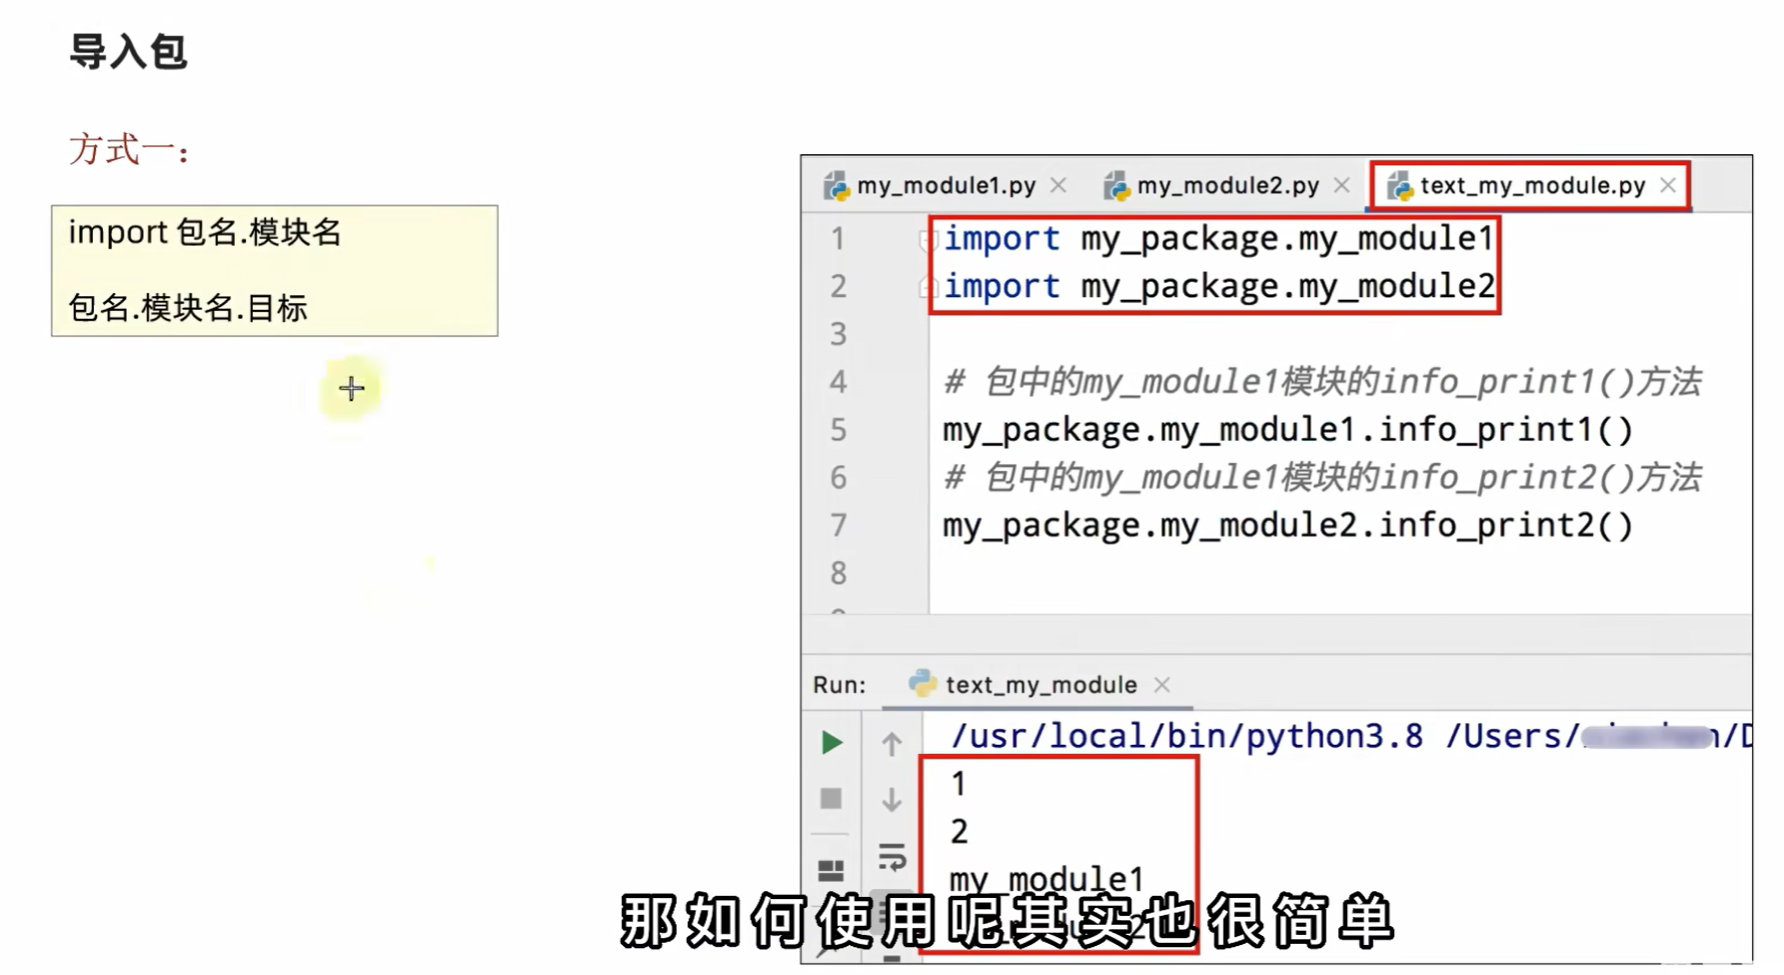 导入包
方式一：
import 包名.模块名
包名.模块名.目标
my_module1.py
my_module2.py
text_my_module.py
1 import my_package.my_module1
2 import my_package.my_module2
3
4 # 包中的my_module1模块的info_print1()方法
5 my_package.my_module1.info_print1()
6 # 包中的my_module1模块的info_print2()方法
7 my_package.my_module2.info_print2()
8
Run: text_my_module
/usr/local/bin/python3.8 /Users/
1
2
my_module1
那如何使用呢其实也很简单